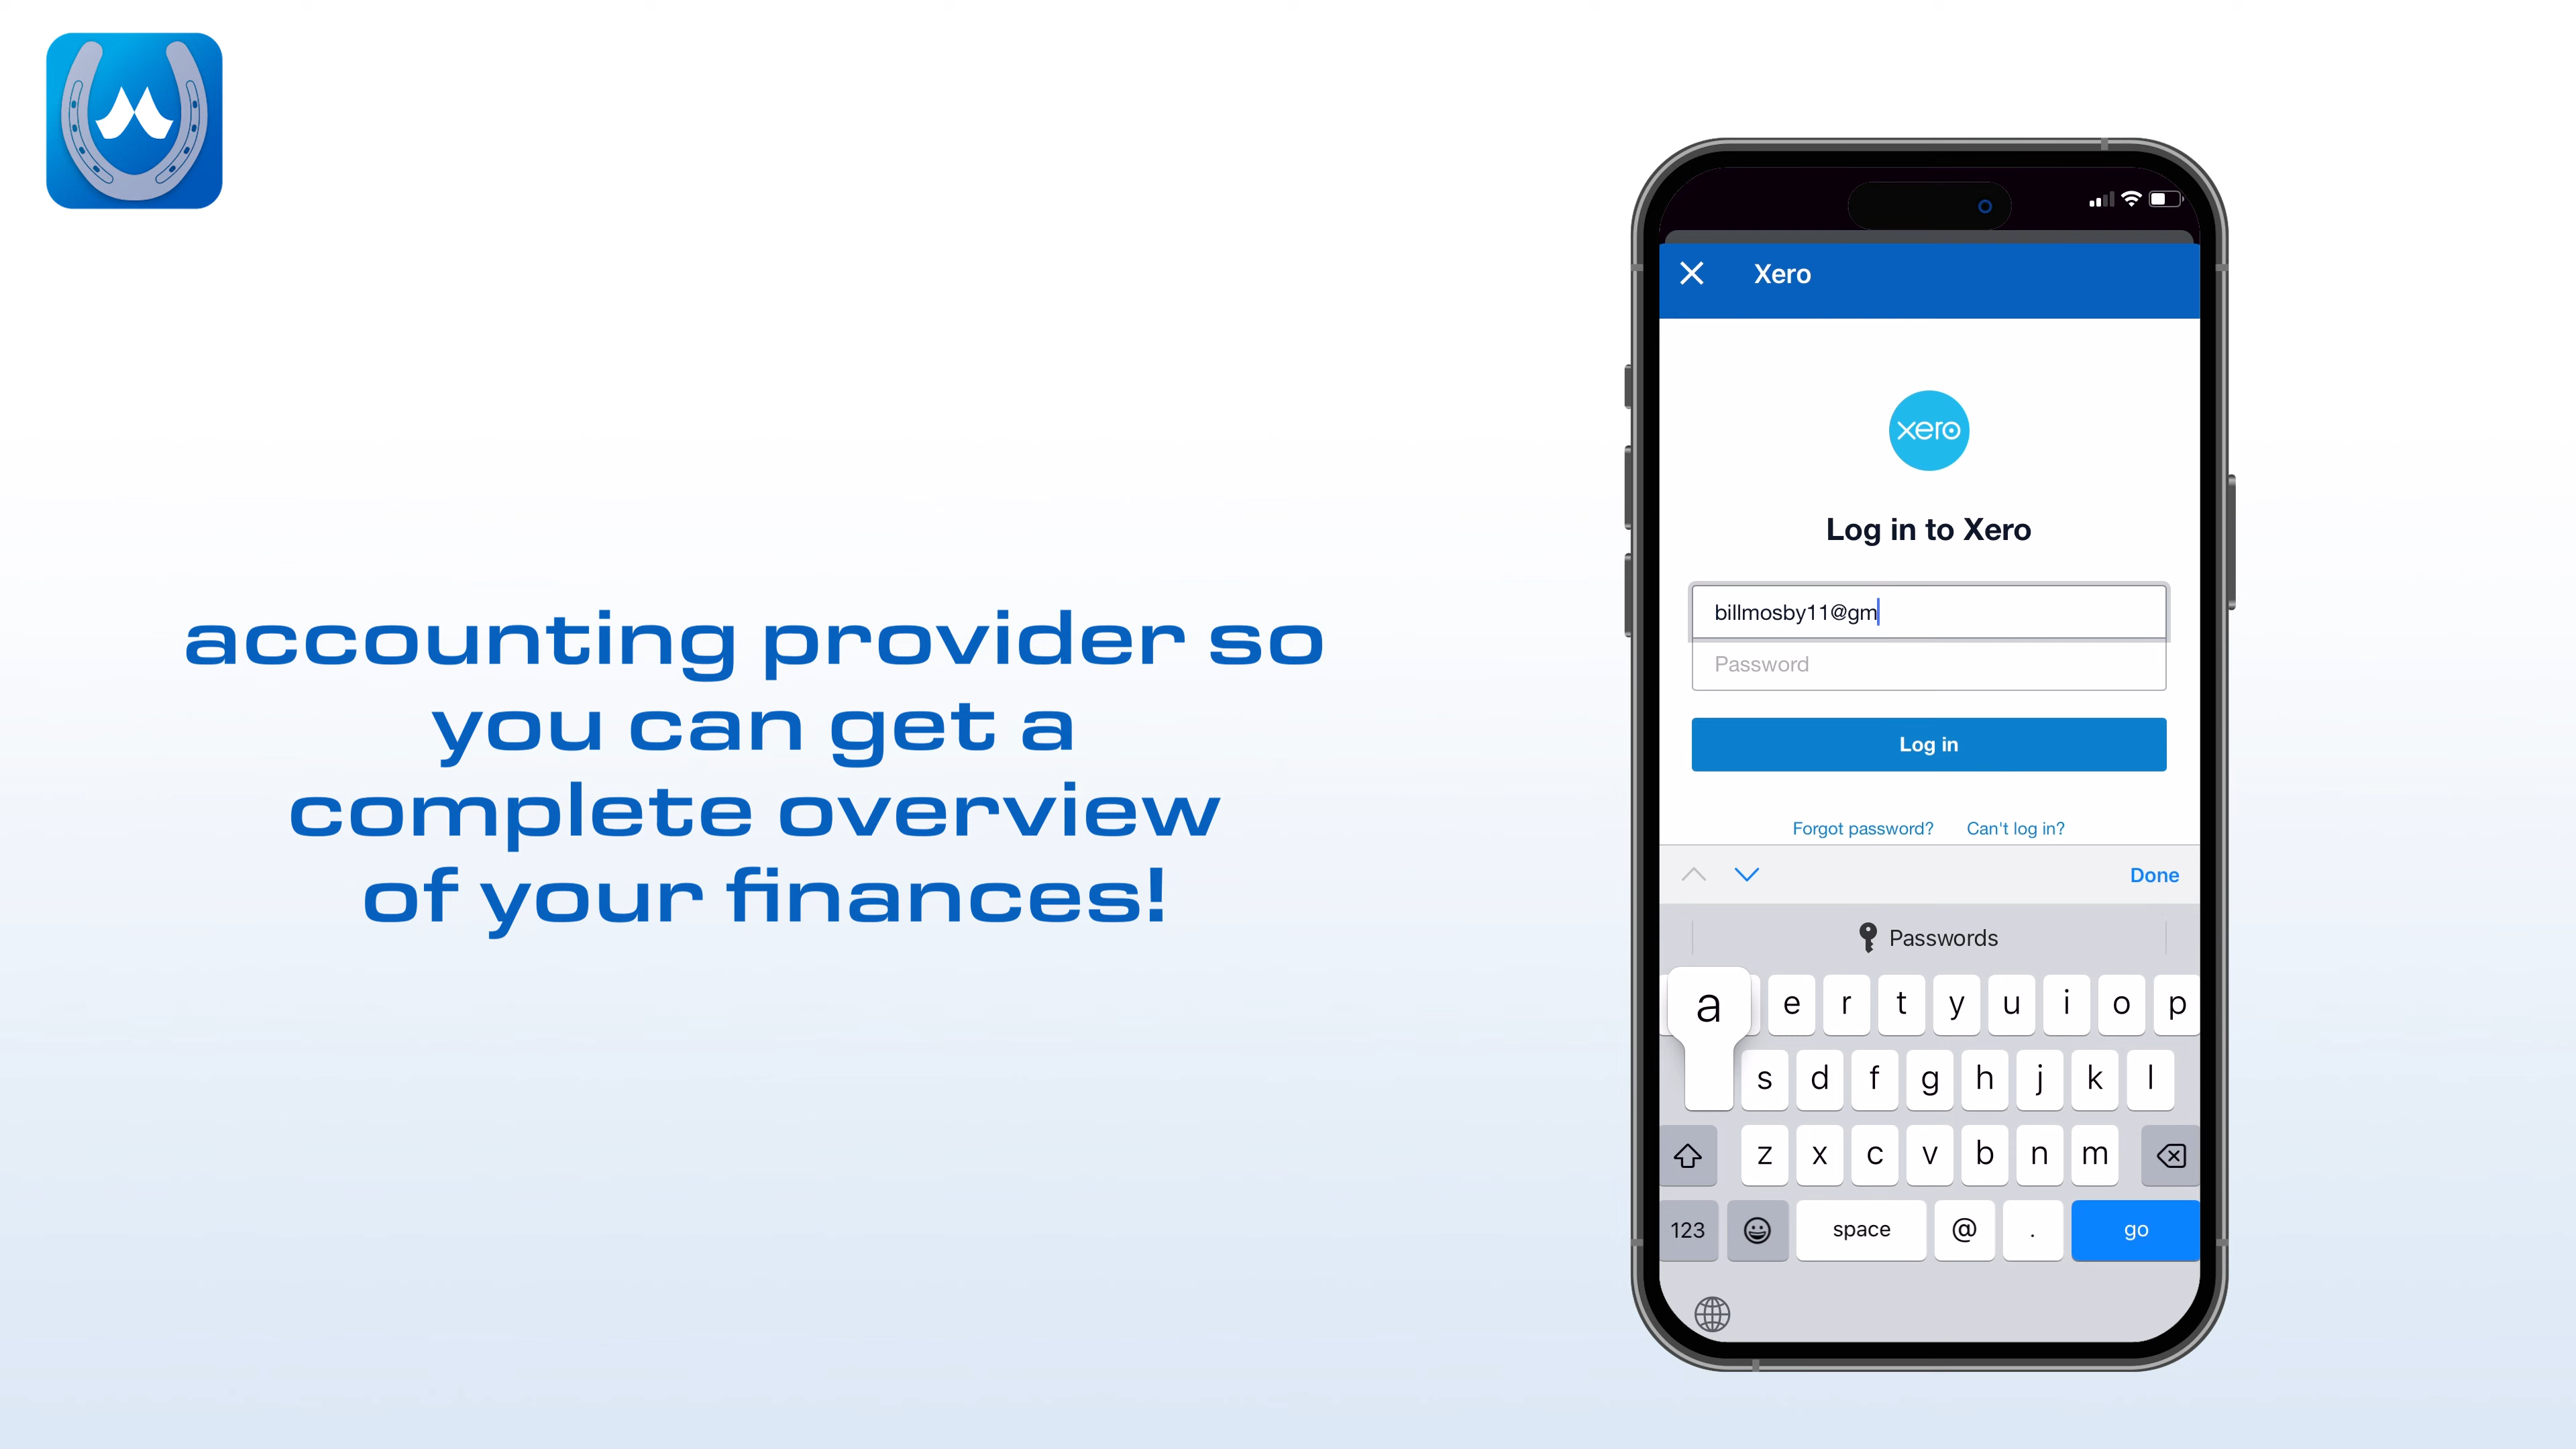 accounting provider so
you can get a
complete overview
of your finances!
Xero
xero
Log in to Xero
billmosby11@gm
Password
Log in
Forgot password? Can't log in?
Done
Passwords
a e r t y u i o p
s d f g h j k l
z x c v b n m
123 space @ . go